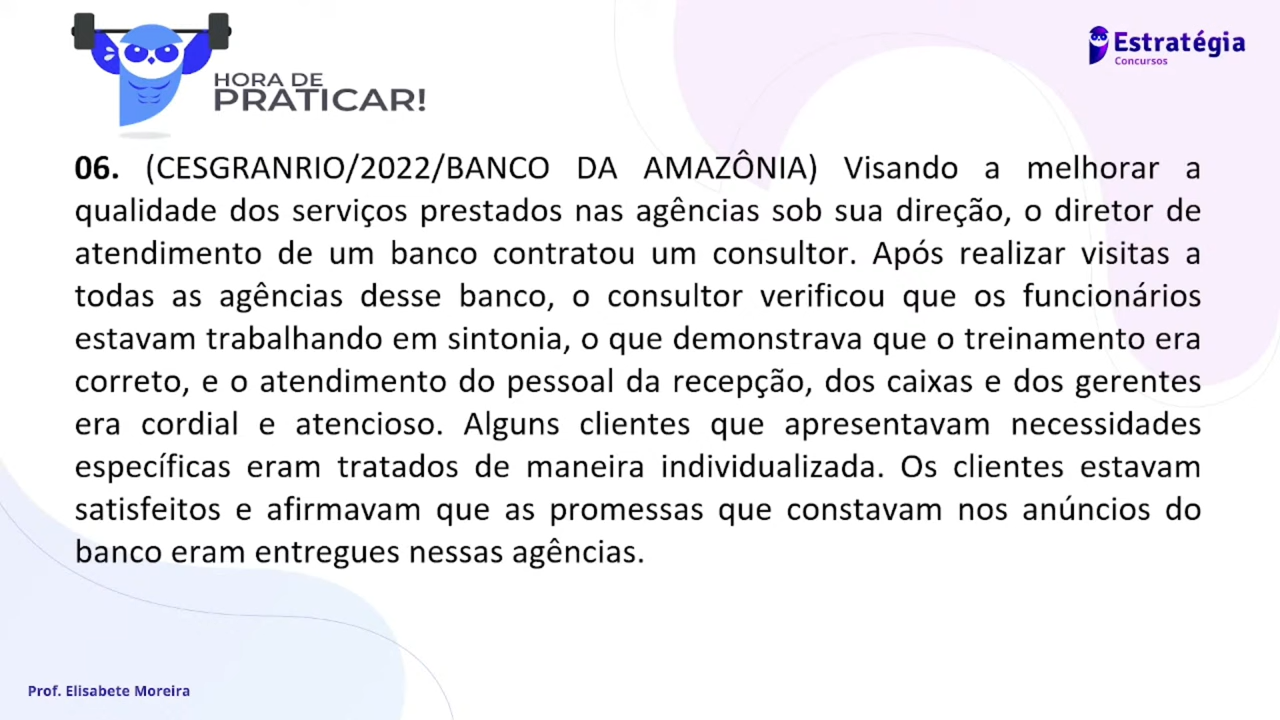 HORA DE
PRATICAR!
Estratégia
Concursos
06. (CESGRANRIO/2022/BANCO DA AMAZÔNIA) Visando a melhorar a
qualidade dos serviços prestados nas agências sob sua direção, o diretor de
atendimento de um banco contratou um consultor. Após realizar visitas a
todas as agências desse banco, o consultor verificou que os funcionários
estavam trabalhando em sintonia, o que demonstrava que o treinamento era
correto, e o atendimento do pessoal da recepção, dos caixas e dos gerentes
era cordial e atencioso. Alguns clientes que apresentavam necessidades
específicas eram tratados de maneira individualizada. Os clientes estavam
satisfeitos e afirmavam que as promessas que constavam nos anúncios do
banco eram entregues nessas agências.
Prof. Elisabete Moreira